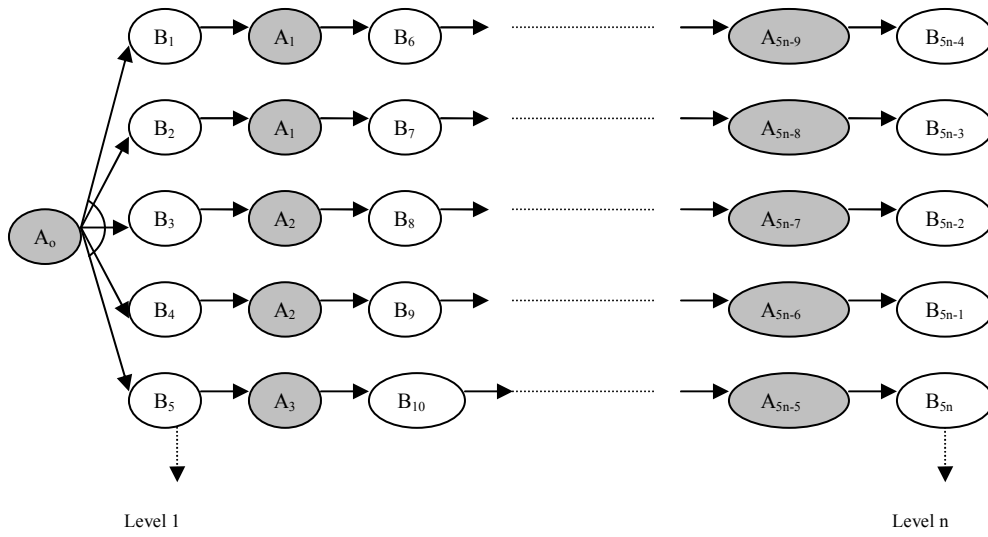 B₁ A₁ B₆ A₅ₙ₋₉ B₅ₙ₋₄
B₂ A₁ B₇ A₅ₙ₋₈ B₅ₙ₋₃
B₃ A₂ B₈ A₅ₙ₋₇ B₅ₙ₋₂
Aₒ
B₄ A₂ B₉ A₅ₙ₋₆ B₅ₙ₋₁
B₅ A₃ B₁₀ A₅ₙ₋₅ B₅ₙ
Level 1 Level n